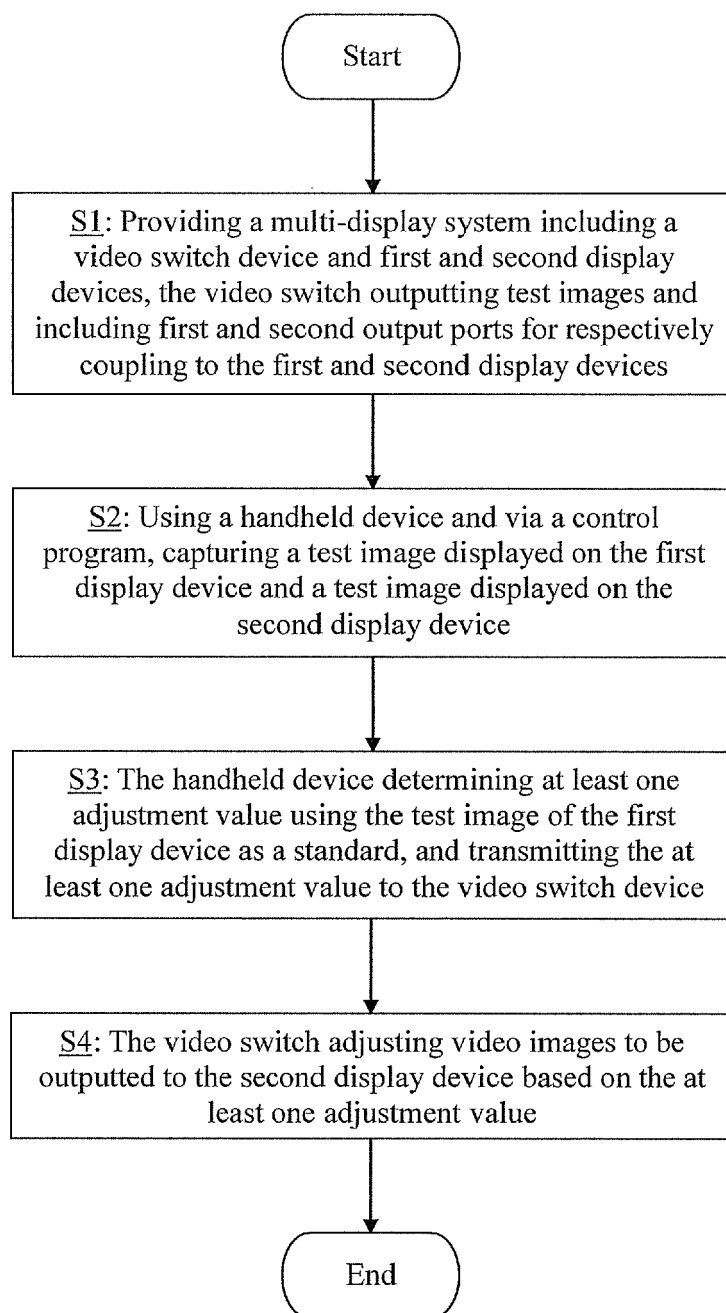 Start
S1: Providing a multi-display system including a
video switch device and first and second display
devices, the video switch outputting test images and
including first and second output ports for respectively
coupling to the first and second display devices
S2: Using a handheld device and via a control
program, capturing a test image displayed on the first
display device and a test image displayed on the
second display device
S3: The handheld device determining at least one
adjustment value using the test image of the first
display device as a standard, and transmitting the at
least one adjustment value to the video switch device
S4: The video switch adjusting video images to be
outputted to the second display device based on the at
least one adjustment value
End